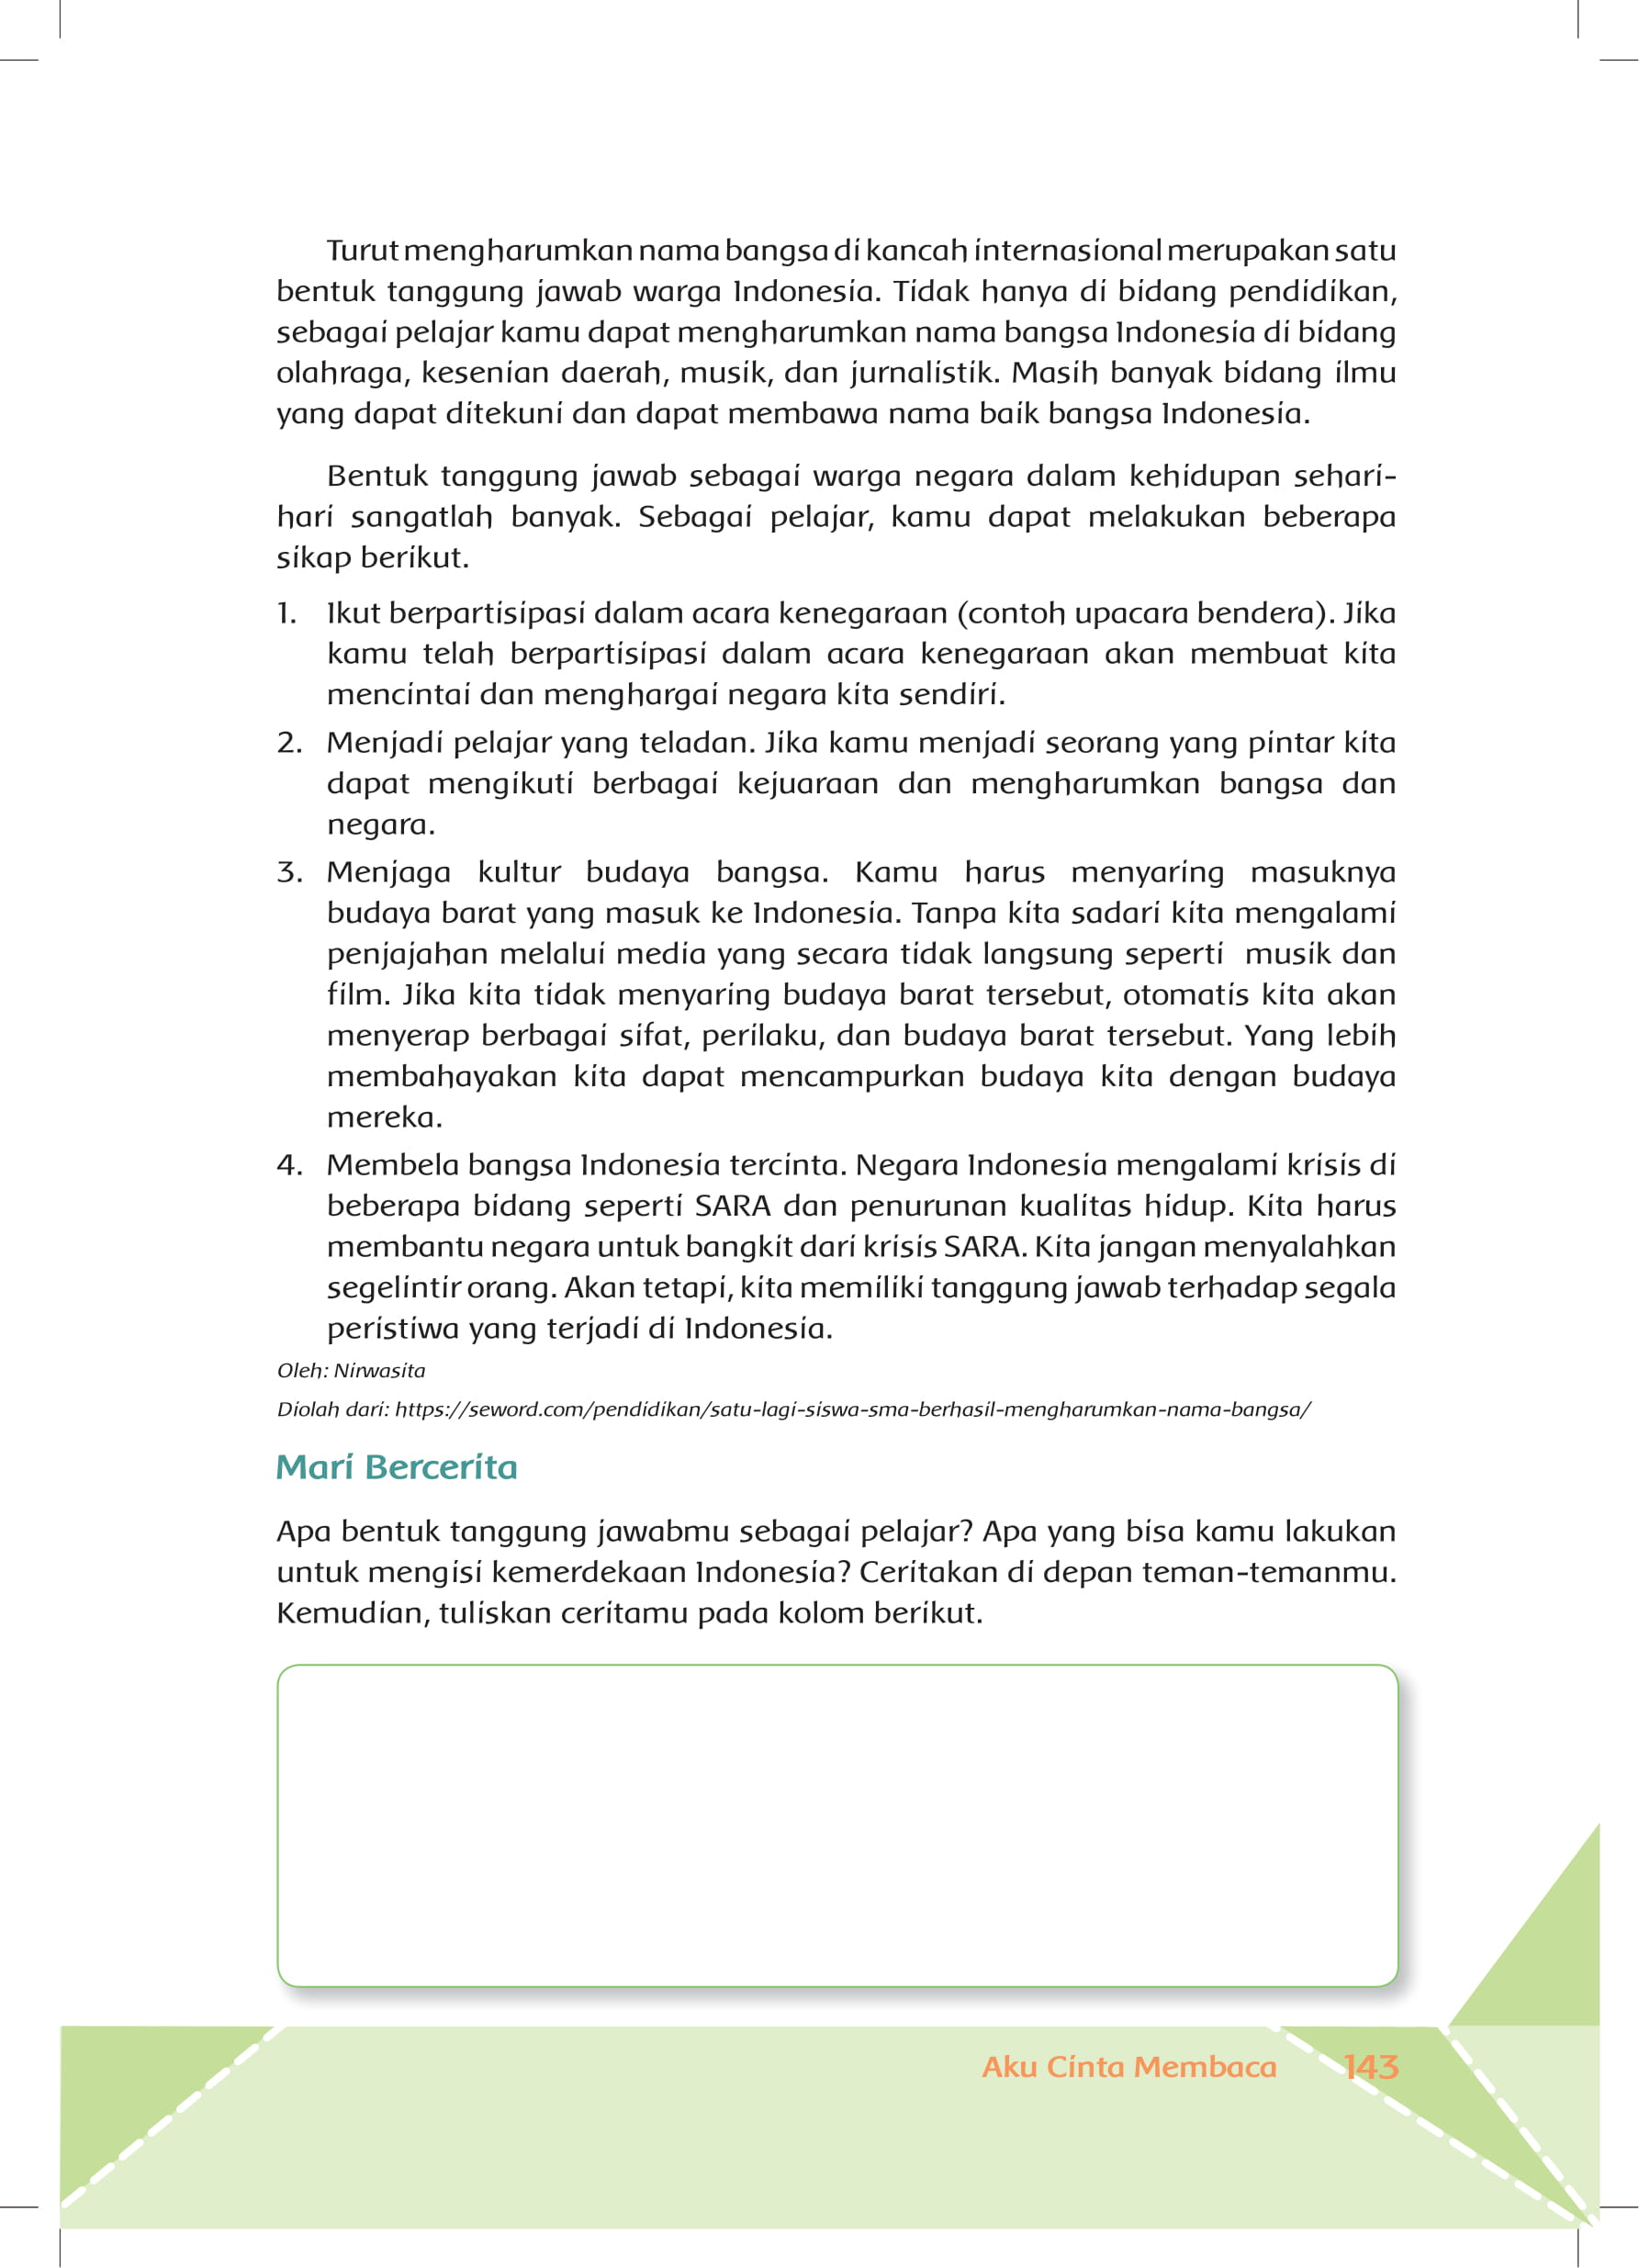 Turut mengharumkan nama bangsa di kancah internasional merupakan satu
bentuk tanggung jawab warga Indonesia. Tidak hanya di bidang pendidikan,
sebagai pelajar kamu dapat mengharumkan nama bangsa Indonesia di bidang
olahraga, kesenian daerah, musik, dan jurnalistik. Masih banyak bidang ilmu
yang dapat ditekuni dan dapat membawa nama baik bangsa Indonesia.
Bentuk tanggung jawab sebagai warga negara dalam kehidupan sehari-
hari sangatlah banyak. Sebagai pelajar, kamu dapat melakukan beberapa
sikap berikut.
1. Ikut berpartisipasi dalam acara kenegaraan (contoh upacara bendera). Jika
kamu telah berpartisipasi dalam acara kenegaraan akan membuat kita
mencintai dan menghargai negara kita sendiri.
2. Menjadi pelajar yang teladan. Jika kamu menjadi seorang yang pintar kita
dapat mengikuti berbagai kejuaraan dan mengharumkan bangsa dan
negara.
3. Menjaga kultur budaya bangsa. Kamu harus menyaring masuknya
budaya barat yang masuk ke Indonesia. Tanpa kita sadari kita mengalami
penjajahan melalui media yang secara tidak langsung seperti musik dan
film. Jika kita tidak menyaring budaya barat tersebut, otomatis kita akan
menyerap berbagai sifat, perilaku, dan budaya barat tersebut. Yang lebih
membahayakan kita dapat mencampurkan budaya kita dengan budaya
mereka.
4. Membela bangsa Indonesia tercinta. Negara Indonesia mengalami krisis di
beberapa bidang seperti SARA dan penurunan kualitas hidup. Kita harus
membantu negara untuk bangkit dari krisis SARA. Kita jangan menyalahkan
segelintir orang. Akan tetapi, kita memiliki tanggung jawab terhadap segala
peristiwa yang terjadi di Indonesia.
Oleh: Nirwasita
Diolah dari: https://seword.com/pendidikan/satu-lagi-siswa-sma-berhasil-mengharumkan-nama-bangsa/
Mari Bercerita
Apa bentuk tanggung jawabmu sebagai pelajar? Apa yang bisa kamu lakukan
untuk mengisi kemerdekaan Indonesia? Ceritakan di depan teman-temanmu.
Kemudian, tuliskan ceritamu pada kolom berikut.
Aku Cinta Membaca 143